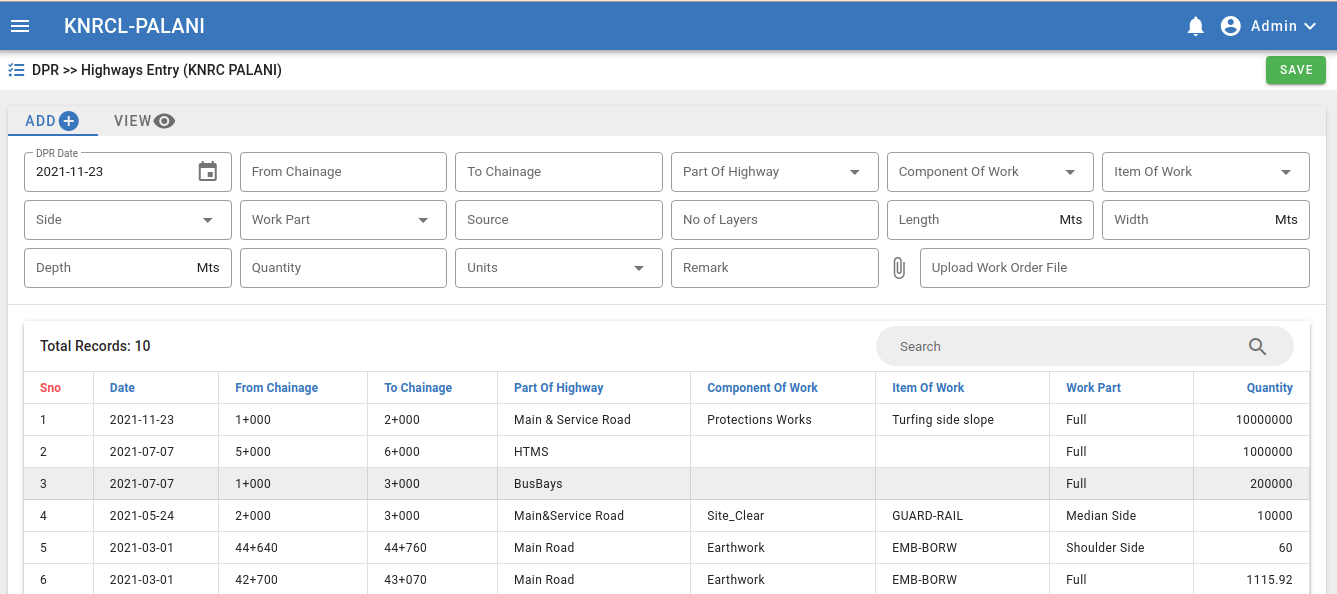 KNRCL-PALANI
Admin
DPR >> Highways Entry (KNRC PALANI)
SAVE
ADD
VIEW
DPR Date
2021-11-23
From Chainage
To Chainage
Part Of Highway
Component Of Work
Item Of Work
Side
Work Part
Source
No of Layers
Length Mts
Width Mts
Depth Mts
Quantity
Units
Remark
Upload Work Order File
Total Records: 10
Search
Sno Date From Chainage To Chainage Part Of Highway Component Of Work Item Of Work Work Part Quantity
1 2021-11-23 1+000 2+000 Main & Service Road Protections Works Turfing side slope Full 10000000
2 2021-07-07 5+000 6+000 HTMS Full 1000000
3 2021-07-07 1+000 3+000 BusBays Full 200000
4 2021-05-24 2+000 3+000 Main&Service Road Site_Clear GUARD-RAIL Median Side 10000
5 2021-03-01 44+640 44+760 Main Road Earthwork EMB-BORW Shoulder Side 60
6 2021-03-01 42+700 43+070 Main Road Earthwork EMB-BORW Full 1115.92